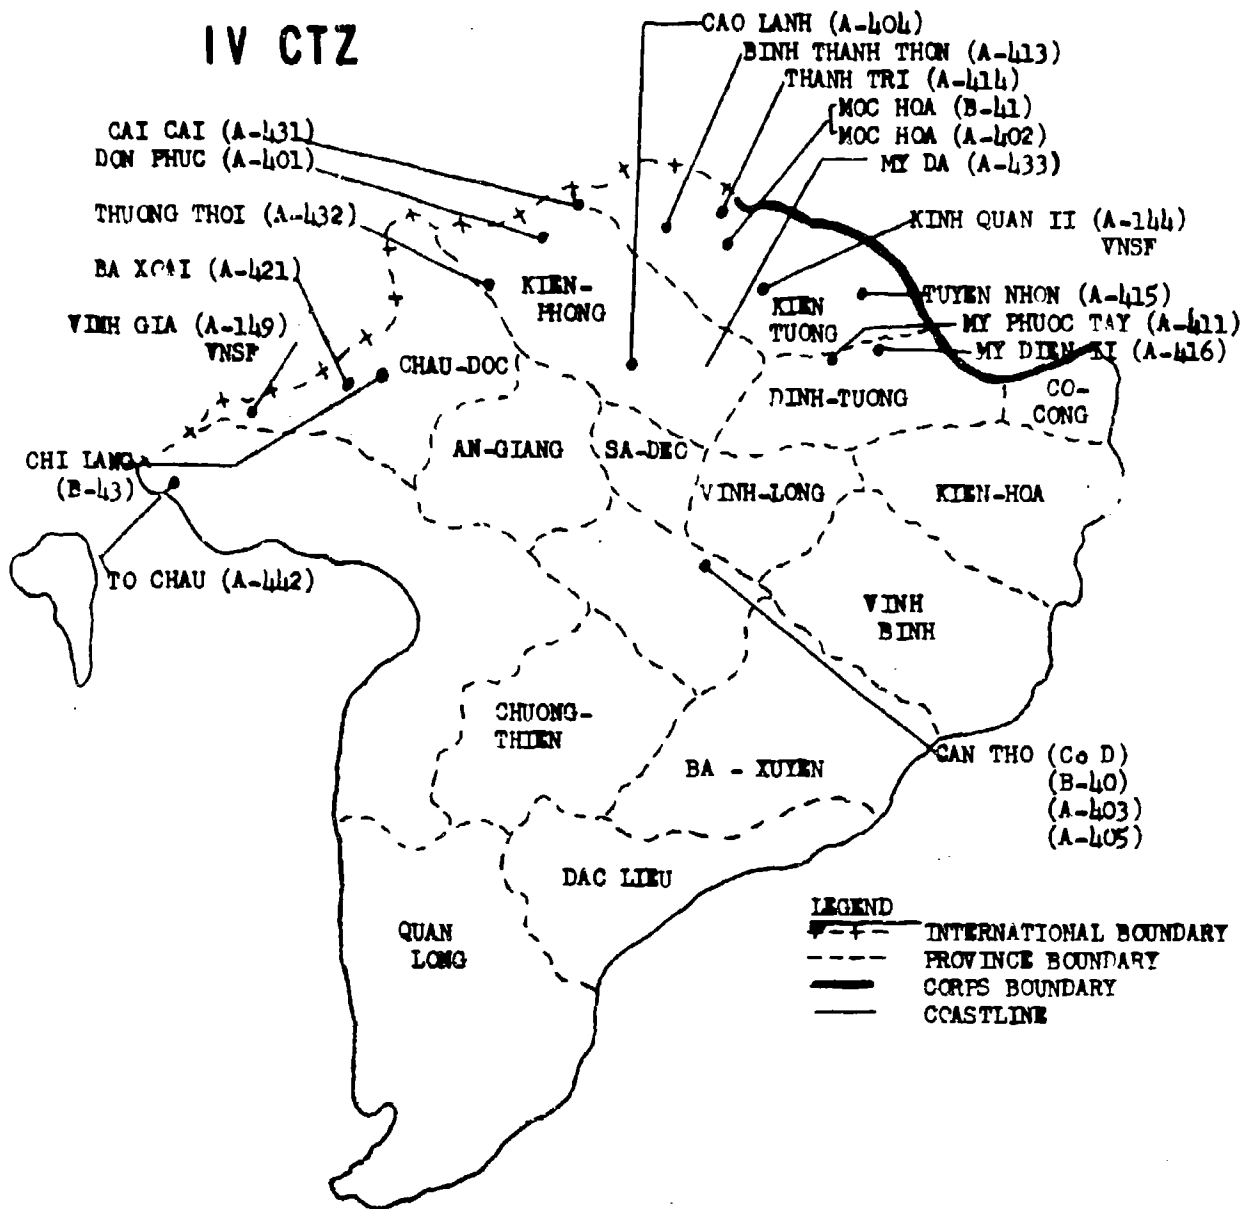 IV CTZ
CAO LANH (A-404)
BINH THANH THON (A-413)
THANH TRI (A-414)
MOC HOA (B-41)
MOC HOA (A-402)
MY DA (A-433)
CAI CAI (A-431)
DON PHUC (A-401)
THUONG THOI (A-432)
BA XOAI (A-421)
VINH GIA (A-149)
VNSF
KINH QUAN II (A-144)
VNSF
TUYEN NHON (A-415)
MY PHUOC TAY (A-411)
MY DIEN II (A-416)
KIEN-
PHONG
KIEN
TUONG
CHAU-DOC
DINH-TUONG
CO-
CONG
AN-GIANG
SA-DEC
VINH-LONG
KIEN-HOA
CHI LANG
(B-43)
TO CHAU (A-442)
VINH
BINH
CHUONG-
THIEN
BA - XUYEN
CAN THO (Co D)
(B-40)
(A-403)
(A-405)
DAC LIEU
QUAN
LONG
LEGEND
INTERNATIONAL BOUNDARY
PROVINCE BOUNDARY
CORPS BOUNDARY
COASTLINE